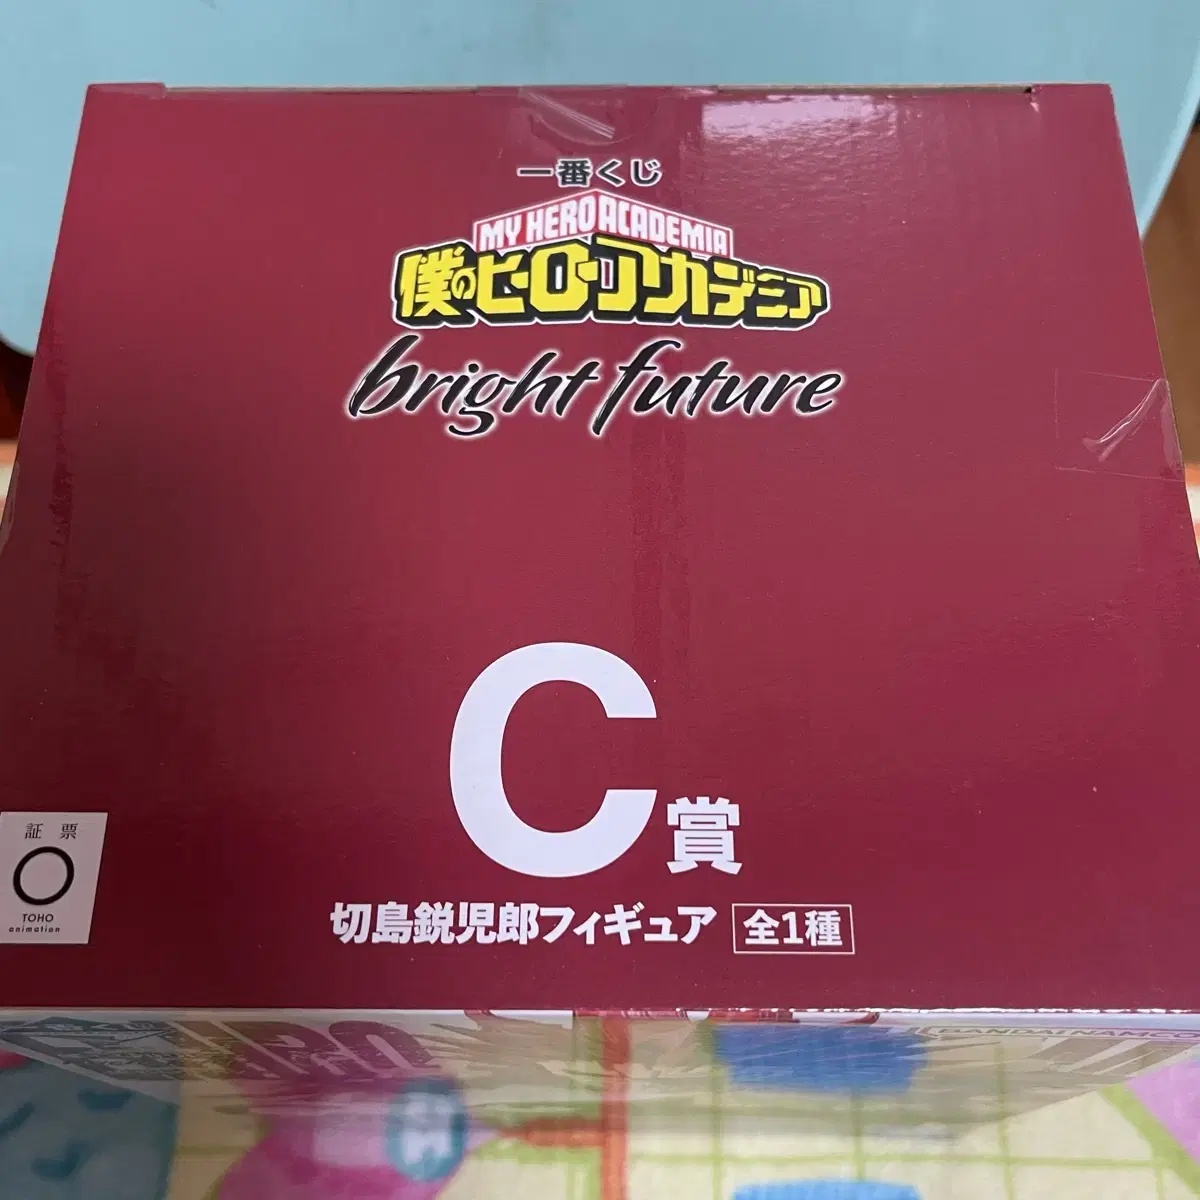 一番くじ
MY HERO ACADEMIA
僕のヒーローアカデミア
bright future
C賞
切島鋭児郎フィギュア 全1種
証票
TOHO
animation
BANDAI NAMCO